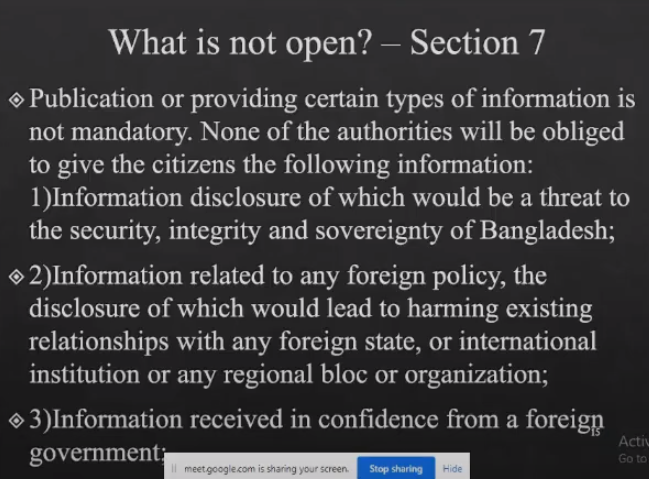 What is not open? – Section 7
Publication or providing certain types of information is
not mandatory. None of the authorities will be obliged
to give the citizens the following information:
1)Information disclosure of which would be a threat to
the security, integrity and sovereignty of Bangladesh;
2)Information related to any foreign policy, the
disclosure of which would lead to harming existing
relationships with any foreign state, or international
institution or any regional bloc or organization;
3)Information received in confidence from a foreign
government;
15
Activ
Go to
meet.google.com is sharing your screen.
Stop sharing
Hide